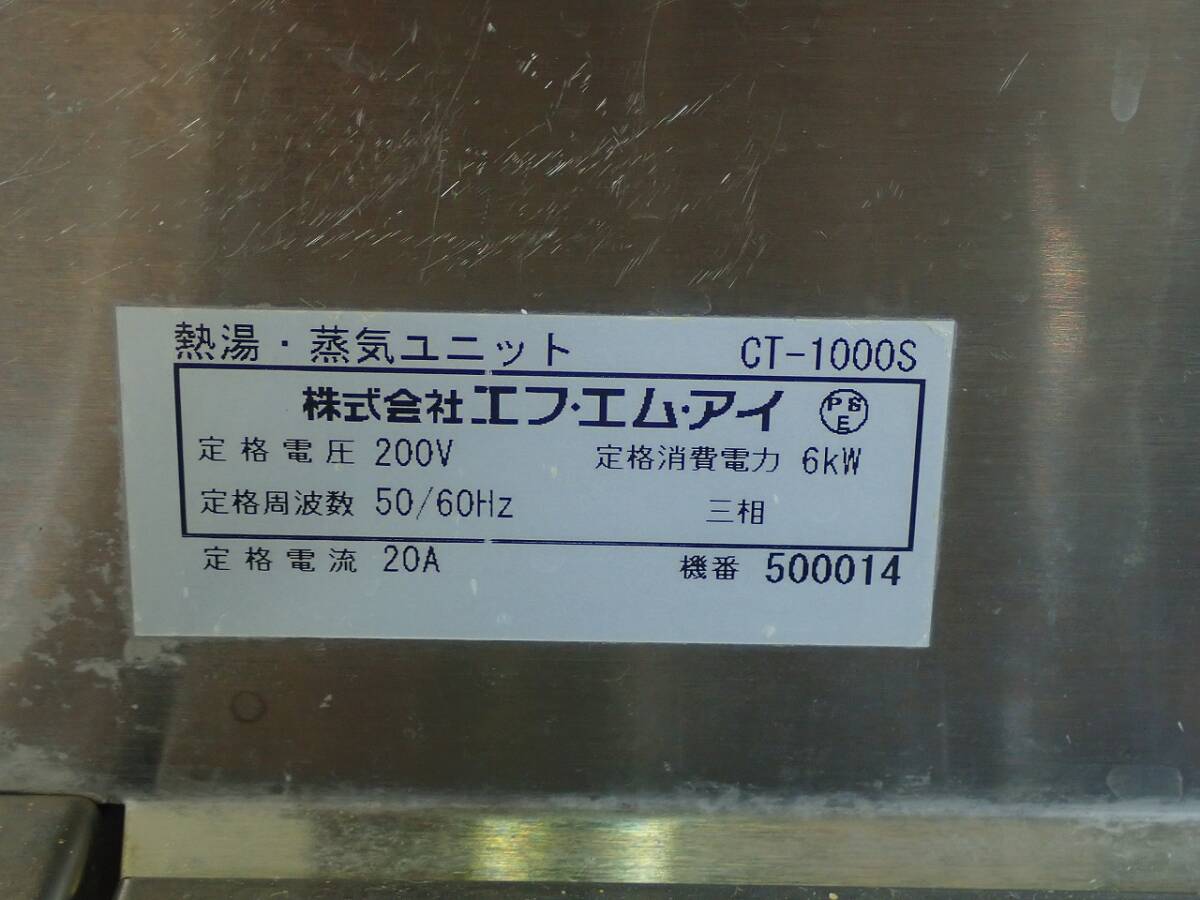 熱湯・蒸気ユニット CT-1000S
株式会社エフ・エム・アイ PSE
定格電圧 200V 定格消費電力 6kW
定格周波数 50/60Hz 三相
定格電流 20A 機番 500014